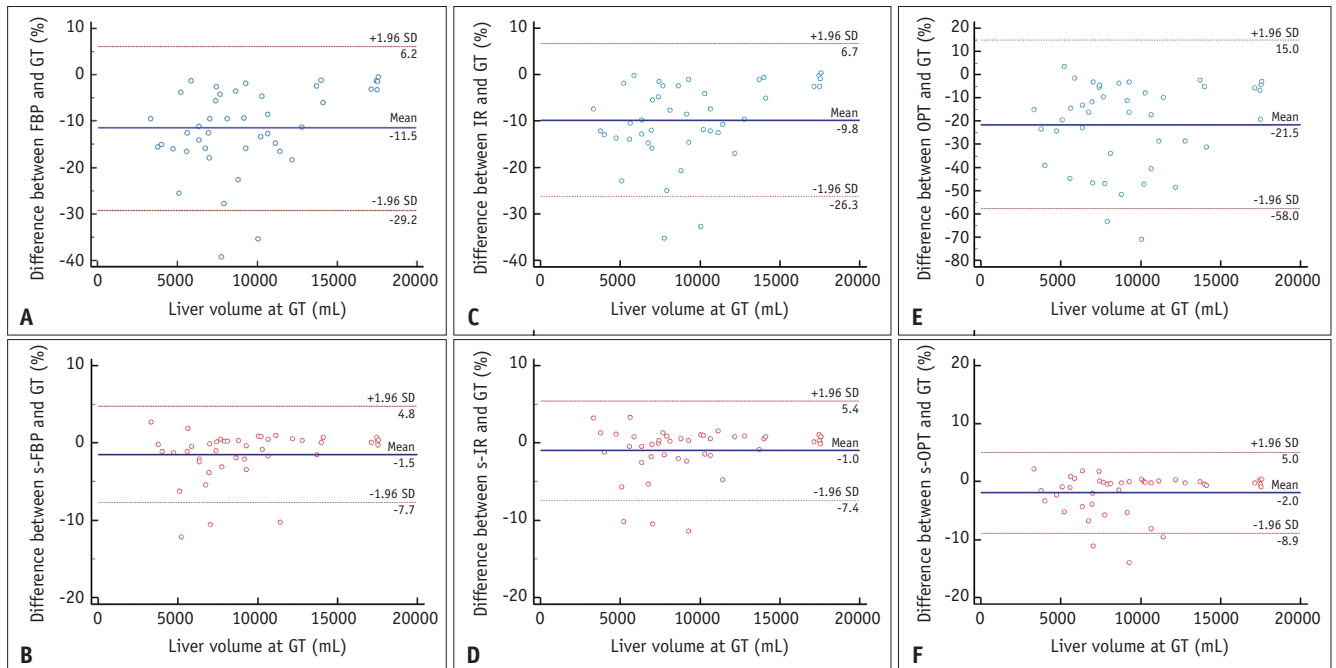 Difference between FBP and GT (%)
10
0
-10
-20
-30
-40
+1.96 SD
6.2
Mean
-11.5
-1.96 SD
-29.2
0 5000 10000 15000 20000
Liver volume at GT (mL)
A
Difference between IR and GT (%)
10
0
-10
-20
-30
-40
+1.96 SD
6.7
Mean
-9.8
-1.96 SD
-26.3
0 5000 10000 15000 20000
Liver volume at GT (mL)
C
Difference between OPT and GT (%)
20
10
0
-10
-20
-30
-40
-50
-60
-70
-80
+1.96 SD
15.0
Mean
-21.5
-1.96 SD
-58.0
0 5000 10000 15000 20000
Liver volume at GT (mL)
E
Difference between s-FBP and GT (%)
10
0
-10
-20
+1.96 SD
4.8
Mean
-1.5
-1.96 SD
-7.7
0 5000 10000 15000 20000
Liver volume at GT (mL)
B
Difference between s-IR and GT (%)
10
0
-10
-20
+1.96 SD
5.4
Mean
-1.0
-1.96 SD
-7.4
0 5000 10000 15000 20000
Liver volume at GT (mL)
D
Difference between s-OPT and GT (%)
20
10
0
-10
-20
+1.96 SD
5.0
Mean
-2.0
-1.96 SD
-8.9
0 5000 10000 15000 20000
Liver volume at GT (mL)
F